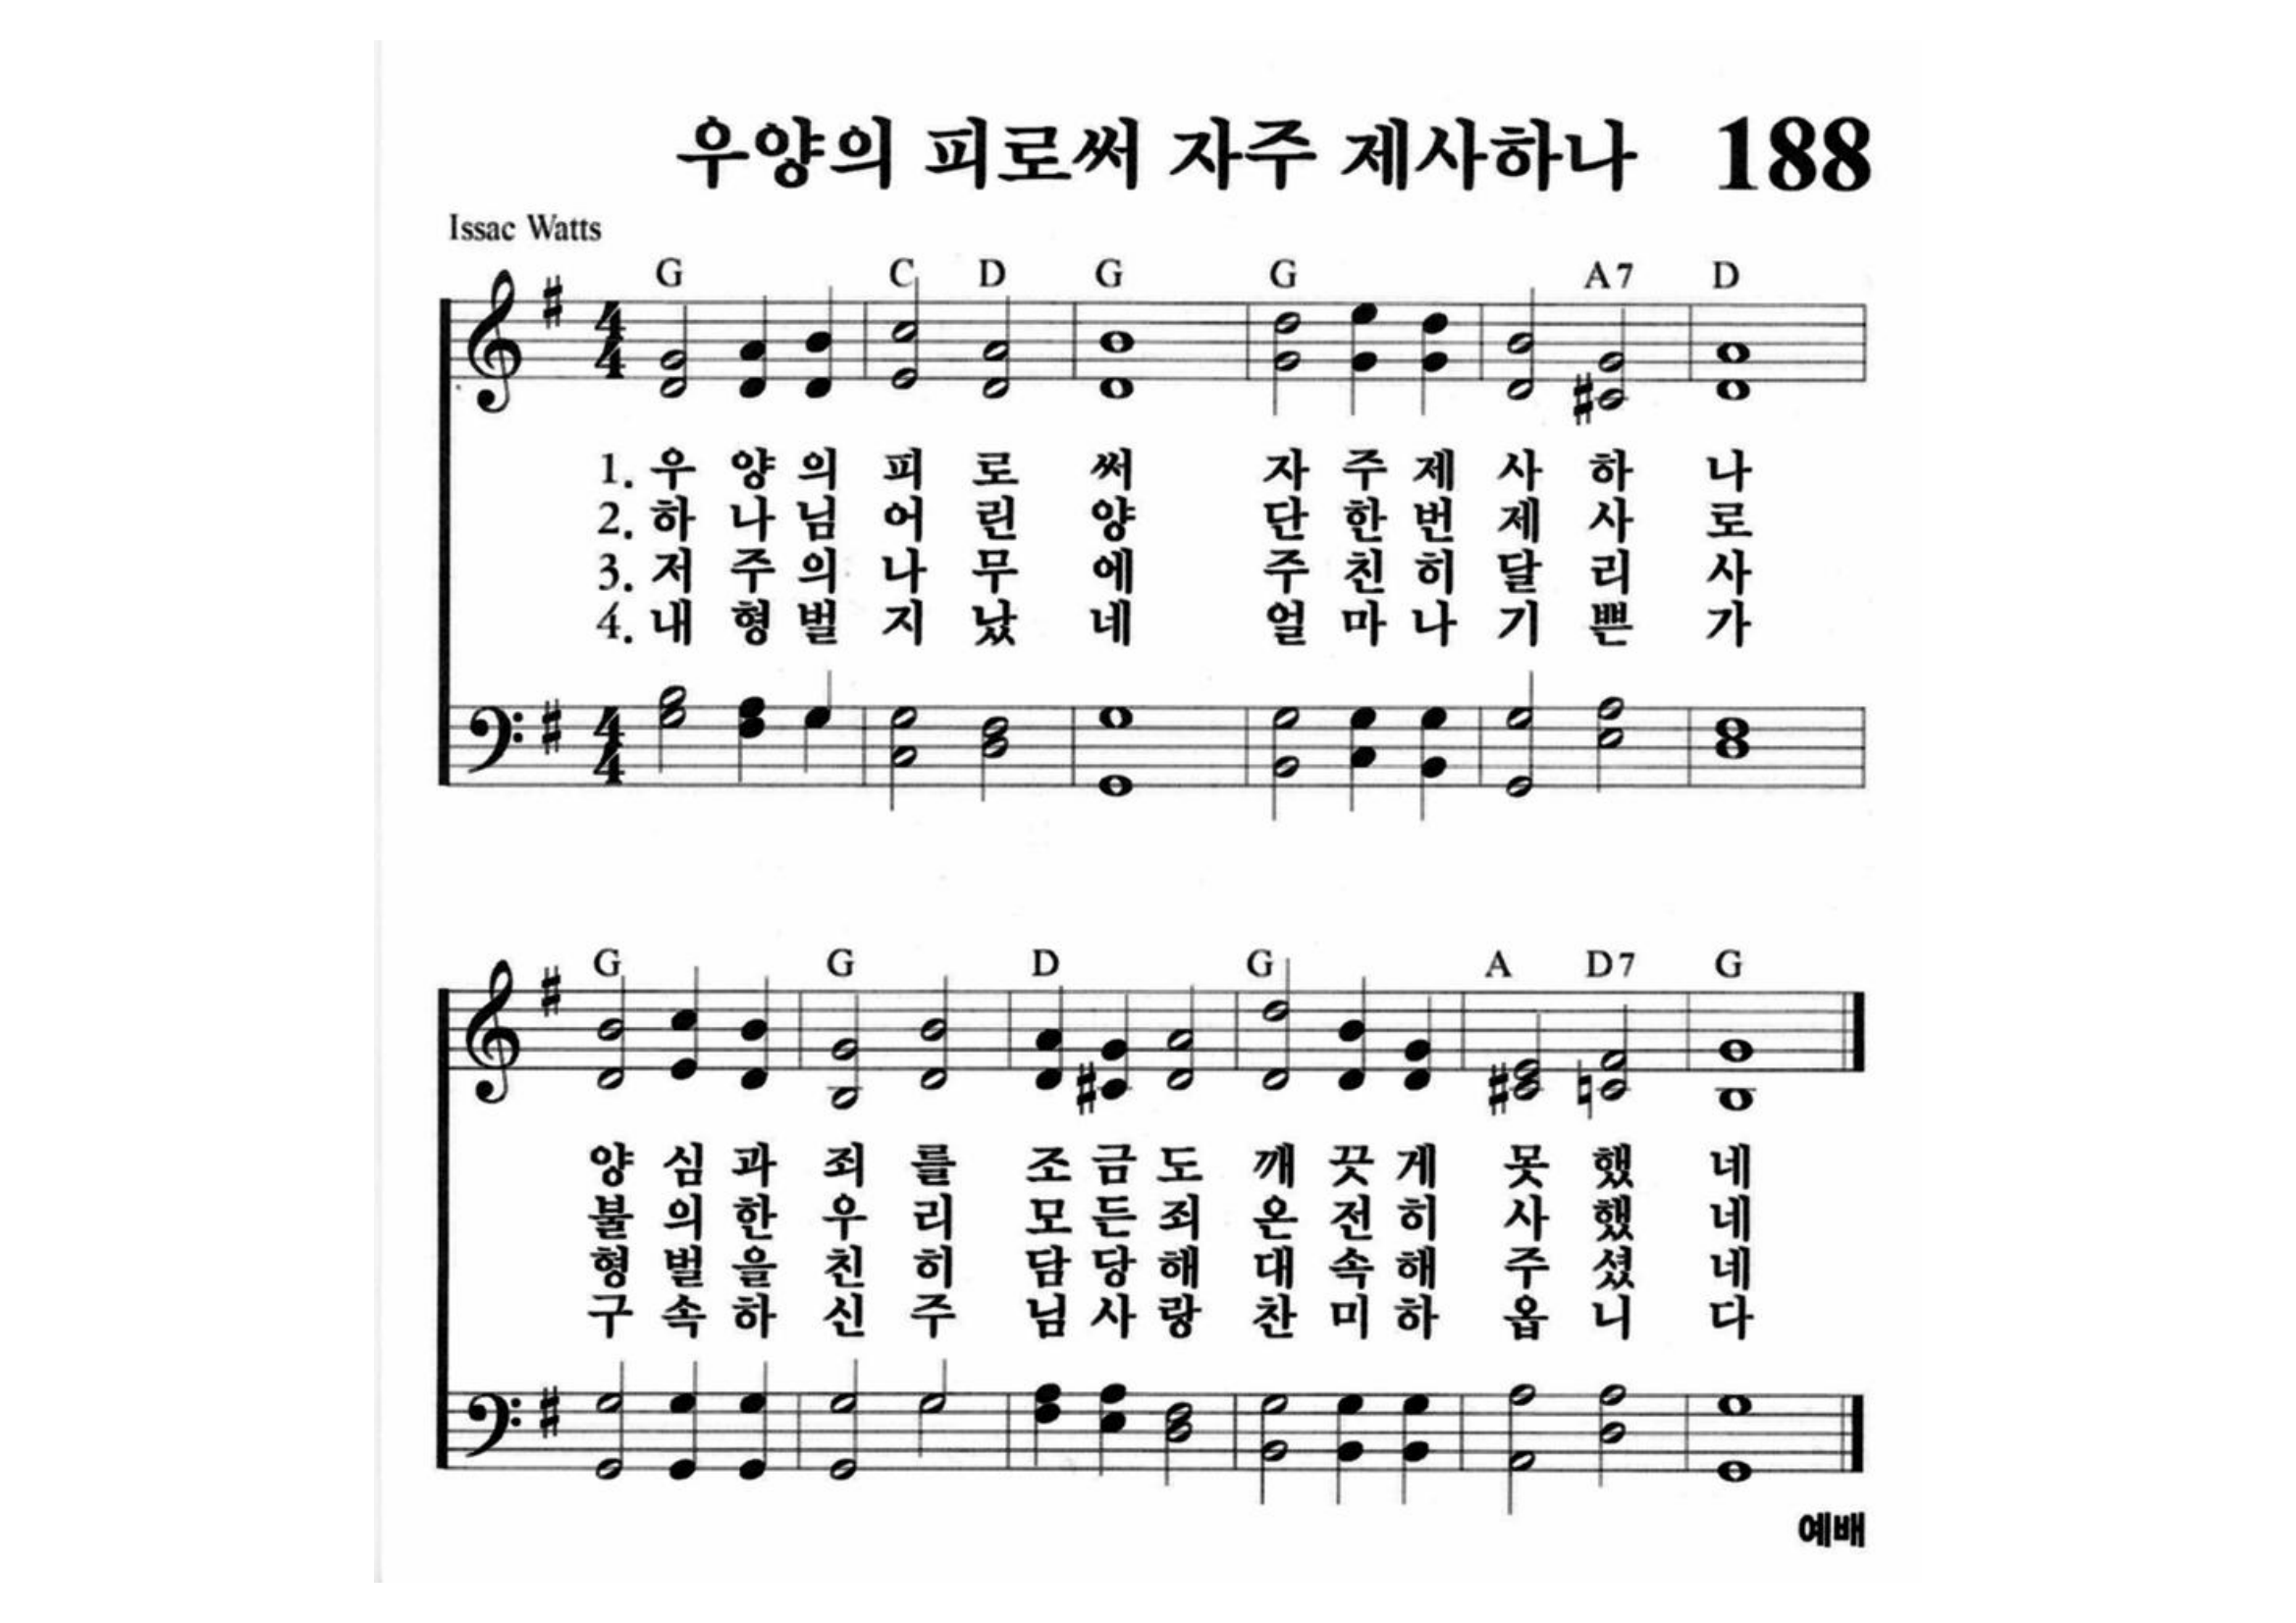 우양의 피로써 자주 제사하나 188
Issac Watts
G C D G G A7 D
1. 우 양 의 피 로 써 자 주 제 사 하 나
2. 하 나 님 어 린 양 단 한 번 제 사 로
3. 저 주 의 나 무 에 주 친 히 달 리 사
4. 내 형 벌 지 났 네 얼 마 나 기 쁜 가
G G D G A D7 G
양 심 과 죄 를 조 금 도 깨 끗 게 못 했 네
불 의 한 우 리 모 든 죄 온 전 히 사 했 네
형 벌 을 친 히 담 당 해 대 속 해 주 셨 네
구 속 하 신 주 님 사 랑 찬 미 하 옵 니 다
예배